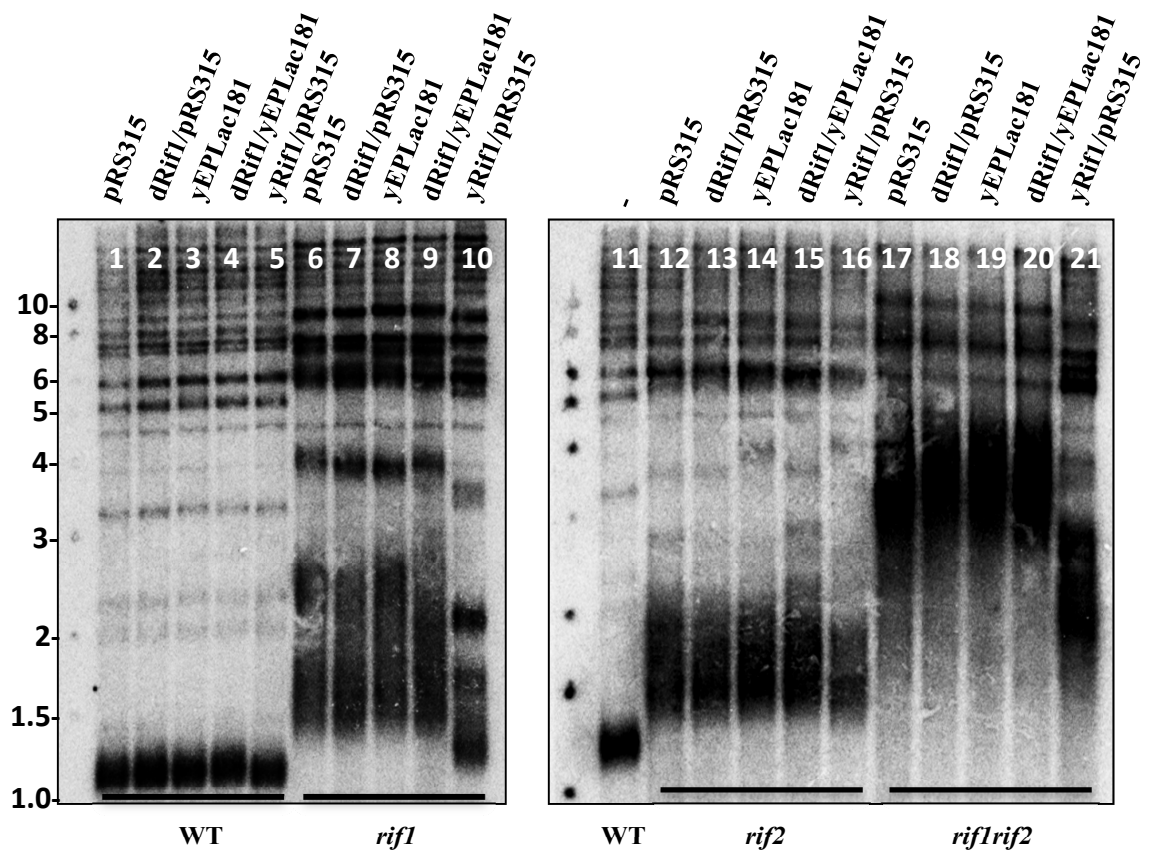 pRS315
dRif1/pRS315
yEPLac181
dRif1/yEPLac181
yRif1/pRS315
pRS315
dRif1/pRS315
yEPLac181
dRif1/yEPLac181
yRif1/pRS315
-
pRS315
dRif1/pRS315
yEPLac181
dRif1/yEPLac181
yRif1/pRS315
pRS315
dRif1/pRS315
yEPLac181
dRif1/yEPLac181
yRif1/pRS315
1 2 3 4 5 6 7 8 9 10
11 12 13 14 15 16 17 18 19 20 21
10
8
6
5
4
3
2
1.5
1.0
WT rif1
WT rif2 rif1rif2